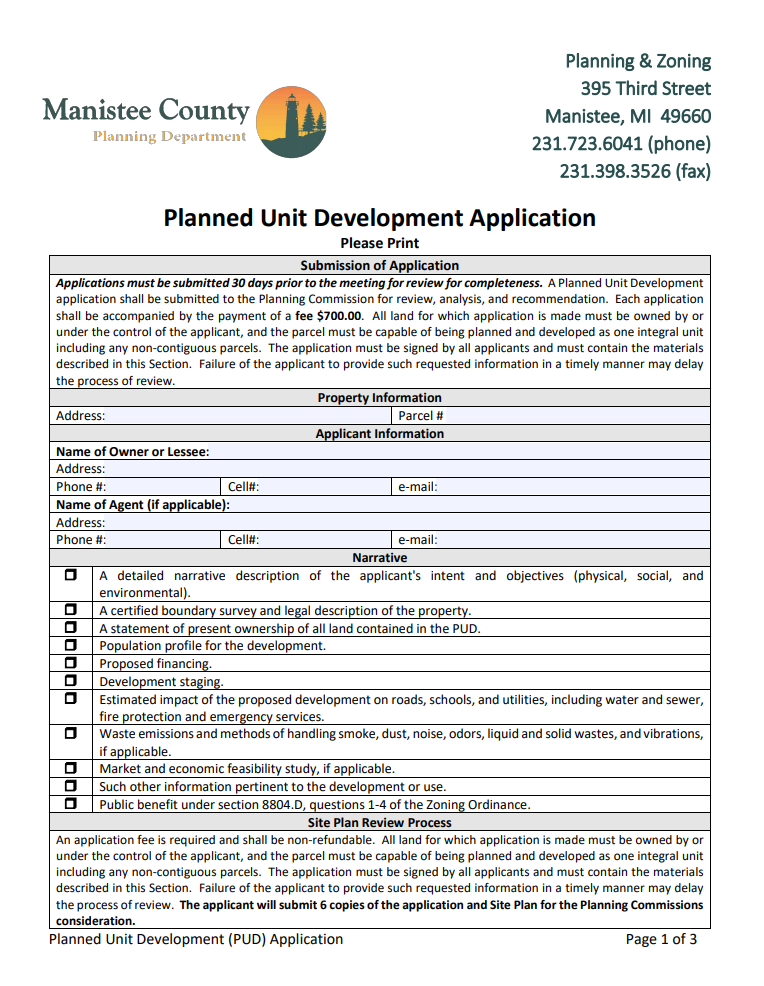 Manistee County
Planning Department
Planning & Zoning
395 Third Street
Manistee, MI 49660
231.723.6041 (phone)
231.398.3526 (fax)
Planned Unit Development Application
Please Print
Submission of Application
Applications must be submitted 30 days prior to the meeting for review for completeness. A Planned Unit Development
application shall be submitted to the Planning Commission for review, analysis, and recommendation. Each application
shall be accompanied by the payment of a fee $700.00. All land for which application is made must be owned by or
under the control of the applicant, and the parcel must be capable of being planned and developed as one integral unit
including any non-contiguous parcels. The application must be signed by all applicants and must contain the materials
described in this Section. Failure of the applicant to provide such requested information in a timely manner may delay
the process of review.
Property Information
Address: Parcel #
Applicant Information
Name of Owner or Lessee:
Address:
Phone #: Cell#: e-mail:
Name of Agent (if applicable):
Address:
Phone #: Cell#: e-mail:
Narrative
A detailed narrative description of the applicant's intent and objectives (physical, social, and
environmental).
A certified boundary survey and legal description of the property.
A statement of present ownership of all land contained in the PUD.
Population profile for the development.
Proposed financing.
Development staging.
Estimated impact of the proposed development on roads, schools, and utilities, including water and sewer,
fire protection and emergency services.
Waste emissions and methods of handling smoke, dust, noise, odors, liquid and solid wastes, and vibrations,
if applicable.
Market and economic feasibility study, if applicable.
Such other information pertinent to the development or use.
Public benefit under section 8804.D, questions 1-4 of the Zoning Ordinance.
Site Plan Review Process
An application fee is required and shall be non-refundable. All land for which application is made must be owned by or
under the control of the applicant, and the parcel must be capable of being planned and developed as one integral unit
including any non-contiguous parcels. The application must be signed by all applicants and must contain the materials
described in this Section. Failure of the applicant to provide such requested information in a timely manner may delay
the process of review. The applicant will submit 6 copies of the application and Site Plan for the Planning Commissions
consideration.
Planned Unit Development (PUD) Application Page 1 of 3